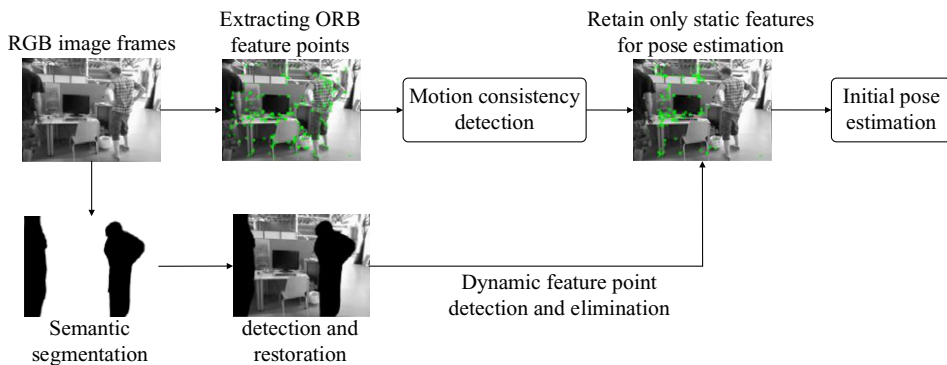 RGB image frames
Extracting ORB
feature points
Motion consistency
detection
Retain only static features
for pose estimation
Initial pose
estimation
Semantic
segmentation
detection and
restoration
Dynamic feature point
detection and elimination